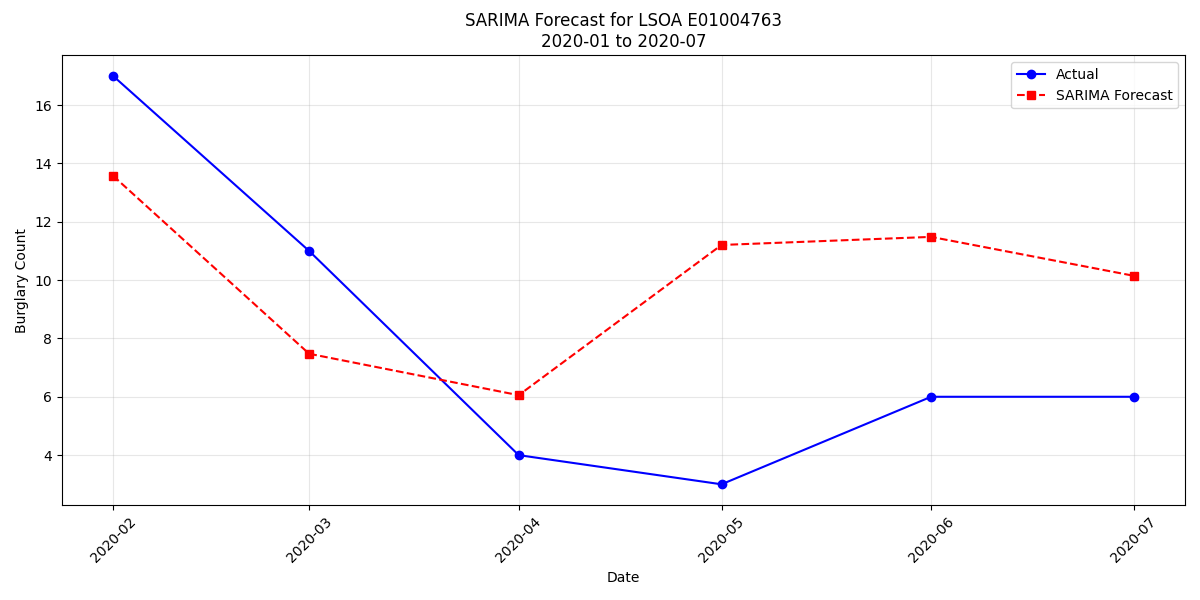 SARIMA Forecast for LSOA E01004763
2020-01 to 2020-07
Actual
SARIMA Forecast
Burglary Count
16
14
12
10
8
6
4
2020-02
2020-03
2020-04
2020-05
2020-06
2020-07
Date